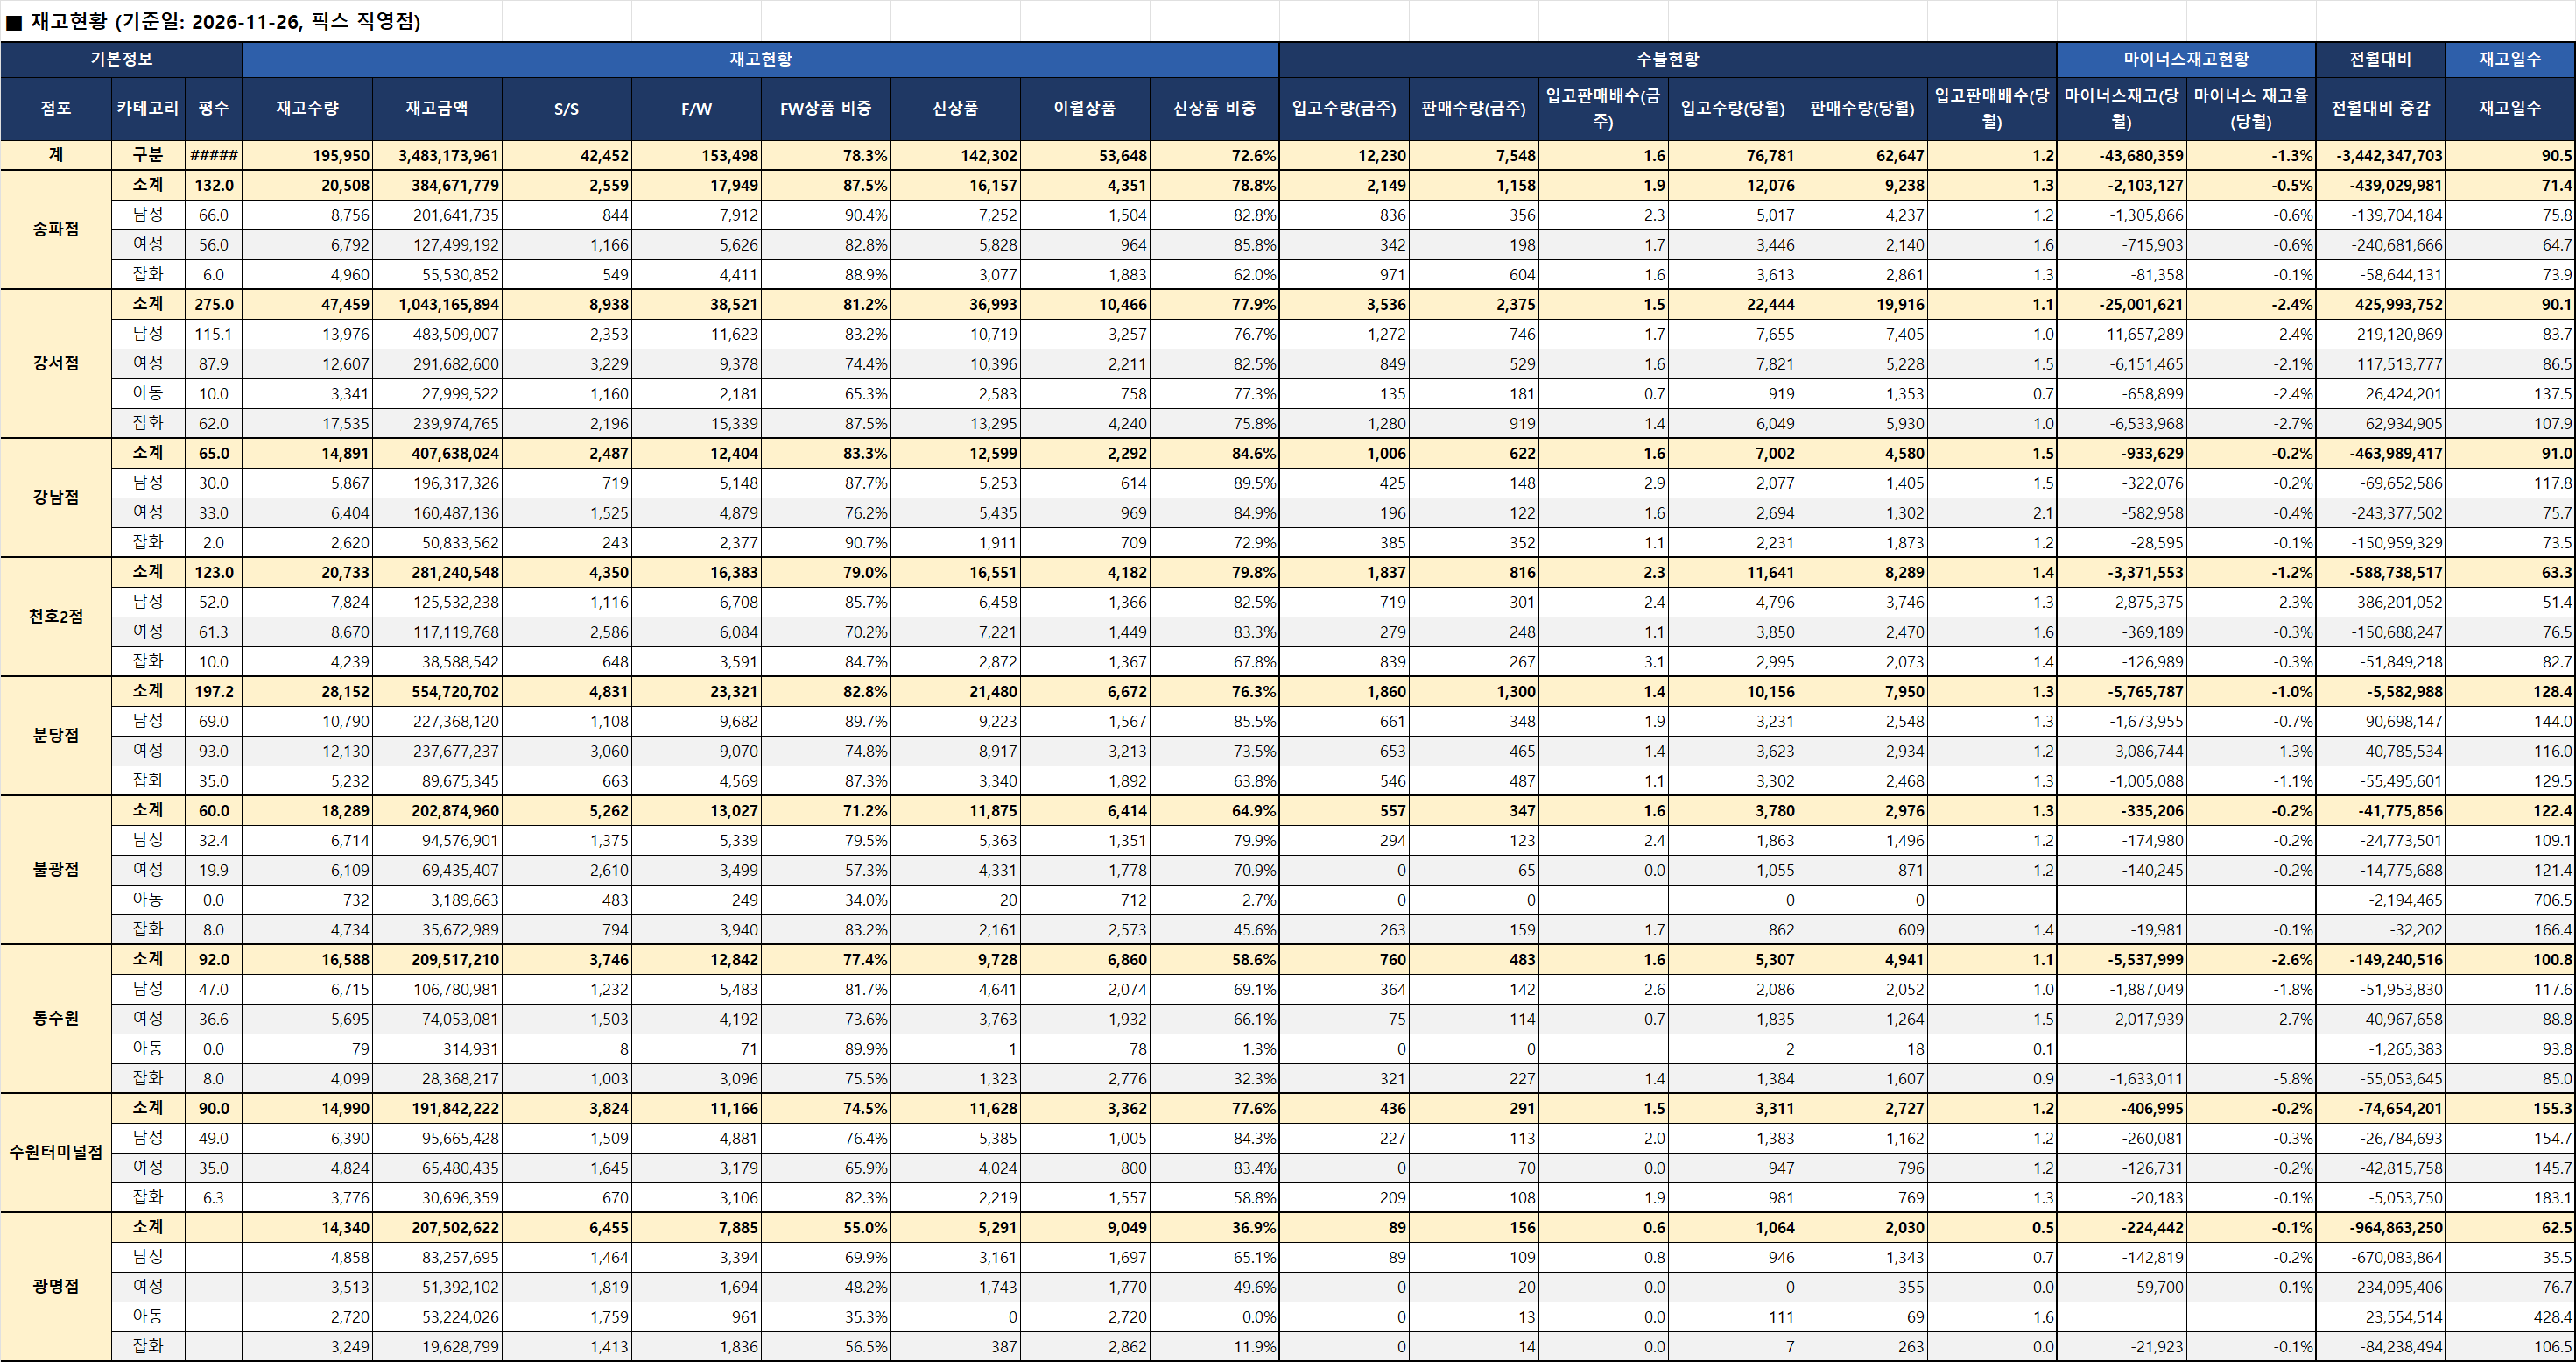 ■ 재고현황 (기준일: 2026-11-26, 픽스 직영점)
기본정보 재고현황 수불현황 마이너스재고현황 전월대비 재고일수
점포 카테고리 평수 재고수량 재고금액 S/S F/W FW상품 비중 신상품 이월상품 신상품 비중 입고수량(금주) 판매수량(금주) 입고판매배수(금주) 입고수량(당월) 판매수량(당월) 입고판매배수(당월) 마이너스재고(당월) 마이너스 재고율(당월) 전월대비 증감 재고일수
계 구분 ##### 195,950 3,483,173,961 42,452 153,498 78.3% 142,302 53,648 72.6% 12,230 7,548 1.6 76,781 62,647 1.2 -43,680,359 -1.3% -3,442,347,703 90.5
송파점 소계 132.0 20,508 384,671,779 2,559 17,949 87.5% 16,157 4,351 78.8% 2,149 1,158 1.9 12,076 9,238 1.3 -2,103,127 -0.5% -439,029,981 71.4
남성 66.0 8,756 201,641,735 844 7,912 90.4% 7,252 1,504 82.8% 836 356 2.3 5,017 4,237 1.2 -1,305,866 -0.6% -139,704,184 75.8
여성 56.0 6,792 127,499,192 1,166 5,626 82.8% 5,828 964 85.8% 342 198 1.7 3,446 2,140 1.6 -715,903 -0.6% -240,681,666 64.7
잡화 6.0 4,960 55,530,852 549 4,411 88.9% 3,077 1,883 62.0% 971 604 1.6 3,613 2,861 1.3 -81,358 -0.1% -58,644,131 73.9
강서점 소계 275.0 47,459 1,043,165,894 8,938 38,521 81.2% 36,993 10,466 77.9% 3,536 2,375 1.5 22,444 19,916 1.1 -25,001,621 -2.4% 425,993,752 90.1
남성 115.1 13,976 483,509,007 2,353 11,623 83.2% 10,719 3,257 76.7% 1,272 746 1.7 7,655 7,405 1.0 -11,657,289 -2.4% 219,120,869 83.7
여성 87.9 12,607 291,682,600 3,229 9,378 74.4% 10,396 2,211 82.5% 849 529 1.6 7,821 5,228 1.5 -6,151,465 -2.1% 117,513,777 86.5
아동 10.0 3,341 27,999,522 1,160 2,181 65.3% 2,583 758 77.3% 135 181 0.7 919 1,353 0.7 -658,899 -2.4% 26,424,201 137.5
잡화 62.0 17,535 239,974,765 2,196 15,339 87.5% 13,295 4,240 75.8% 1,280 919 1.4 6,049 5,930 1.0 -6,533,968 -2.7% 62,934,905 107.9
강남점 소계 65.0 14,891 407,638,024 2,487 12,404 83.3% 12,599 2,292 84.6% 1,006 622 1.6 7,002 4,580 1.5 -933,629 -0.2% -463,989,417 91.0
남성 30.0 5,867 196,317,326 719 5,148 87.7% 5,253 614 89.5% 425 148 2.9 2,077 1,405 1.5 -322,076 -0.2% -69,652,586 117.8
여성 33.0 6,404 160,487,136 1,525 4,879 76.2% 5,435 969 84.9% 196 122 1.6 2,694 1,302 2.1 -582,958 -0.4% -243,377,502 75.7
잡화 2.0 2,620 50,833,562 243 2,377 90.7% 1,911 709 72.9% 385 352 1.1 2,231 1,873 1.2 -28,595 -0.1% -150,959,329 73.5
천호2점 소계 123.0 20,733 281,240,548 4,350 16,383 79.0% 16,551 4,182 79.8% 1,837 816 2.3 11,641 8,289 1.4 -3,371,553 -1.2% -588,738,517 63.3
남성 52.0 7,824 125,532,238 1,116 6,708 85.7% 6,458 1,366 82.5% 719 301 2.4 4,796 3,746 1.3 -2,875,375 -2.3% -386,201,052 51.4
여성 61.3 8,670 117,119,768 2,586 6,084 70.2% 7,221 1,449 83.3% 279 248 1.1 3,850 2,470 1.6 -369,189 -0.3% -150,688,247 76.5
잡화 10.0 4,239 38,588,542 648 3,591 84.7% 2,872 1,367 67.8% 839 267 3.1 2,995 2,073 1.4 -126,989 -0.3% -51,849,218 82.7
분당점 소계 197.2 28,152 554,720,702 4,831 23,321 82.8% 21,480 6,672 76.3% 1,860 1,300 1.4 10,156 7,950 1.3 -5,765,787 -1.0% -5,582,988 128.4
남성 69.0 10,790 227,368,120 1,108 9,682 89.7% 9,223 1,567 85.5% 661 348 1.9 3,231 2,548 1.3 -1,673,955 -0.7% 90,698,147 144.0
여성 93.0 12,130 237,677,237 3,060 9,070 74.8% 8,917 3,213 73.5% 653 465 1.4 3,623 2,934 1.2 -3,086,744 -1.3% -40,785,534 116.0
잡화 35.0 5,232 89,675,345 663 4,569 87.3% 3,340 1,892 63.8% 546 487 1.1 3,302 2,468 1.3 -1,005,088 -1.1% -55,495,601 129.5
불광점 소계 60.0 18,289 202,874,960 5,262 13,027 71.2% 11,875 6,414 64.9% 557 347 1.6 3,780 2,976 1.3 -335,206 -0.2% -41,775,856 122.4
남성 32.4 6,714 94,576,901 1,375 5,339 79.5% 5,363 1,351 79.9% 294 123 2.4 1,863 1,496 1.2 -174,980 -0.2% -24,773,501 109.1
여성 19.9 6,109 69,435,407 2,610 3,499 57.3% 4,331 1,778 70.9% 0 65 0.0 1,055 871 1.2 -140,245 -0.2% -14,775,688 121.4
아동 0.0 732 3,189,663 483 249 34.0% 20 712 2.7% 0 0 0 0 -2,194,465 706.5
잡화 8.0 4,734 35,672,989 794 3,940 83.2% 2,161 2,573 45.6% 263 159 1.7 862 609 1.4 -19,981 -0.1% -32,202 166.4
동수원 소계 92.0 16,588 209,517,210 3,746 12,842 77.4% 9,728 6,860 58.6% 760 483 1.6 5,307 4,941 1.1 -5,537,999 -2.6% -149,240,516 100.8
남성 47.0 6,715 106,780,981 1,232 5,483 81.7% 4,641 2,074 69.1% 364 142 2.6 2,086 2,052 1.0 -1,887,049 -1.8% -51,953,830 117.6
여성 36.6 5,695 74,053,081 1,503 4,192 73.6% 3,763 1,932 66.1% 75 114 0.7 1,835 1,264 1.5 -2,017,939 -2.7% -40,967,658 88.8
아동 0.0 79 314,931 8 71 89.9% 1 78 1.3% 0 0 2 18 0.1 -1,265,383 93.8
잡화 8.0 4,099 28,368,217 1,003 3,096 75.5% 1,323 2,776 32.3% 321 227 1.4 1,384 1,607 0.9 -1,633,011 -5.8% -55,053,645 85.0
수원터미널점 소계 90.0 14,990 191,842,222 3,824 11,166 74.5% 11,628 3,362 77.6% 436 291 1.5 3,311 2,727 1.2 -406,995 -0.2% -74,654,201 155.3
남성 49.0 6,390 95,665,428 1,509 4,881 76.4% 5,385 1,005 84.3% 227 113 2.0 1,383 1,162 1.2 -260,081 -0.3% -26,784,693 154.7
여성 35.0 4,824 65,480,435 1,645 3,179 65.9% 4,024 800 83.4% 0 70 0.0 947 796 1.2 -126,731 -0.2% -42,815,758 145.7
잡화 6.3 3,776 30,696,359 670 3,106 82.3% 2,219 1,557 58.8% 209 108 1.9 981 769 1.3 -20,183 -0.1% -5,053,750 183.1
광명점 소계 14,340 207,502,622 6,455 7,885 55.0% 5,291 9,049 36.9% 89 156 0.6 1,064 2,030 0.5 -224,442 -0.1% -964,863,250 62.5
남성 4,858 83,257,695 1,464 3,394 69.9% 3,161 1,697 65.1% 89 109 0.8 946 1,343 0.7 -142,819 -0.2% -670,083,864 35.5
여성 3,513 51,392,102 1,819 1,694 48.2% 1,743 1,770 49.6% 0 20 0.0 0 355 0.0 -59,700 -0.1% -234,095,406 76.7
아동 2,720 53,224,026 1,759 961 35.3% 0 2,720 0.0% 0 13 0.0 111 69 1.6 23,554,514 428.4
잡화 3,249 19,628,799 1,413 1,836 56.5% 387 2,862 11.9% 0 14 0.0 7 263 0.0 -21,923 -0.1% -84,238,494 106.5